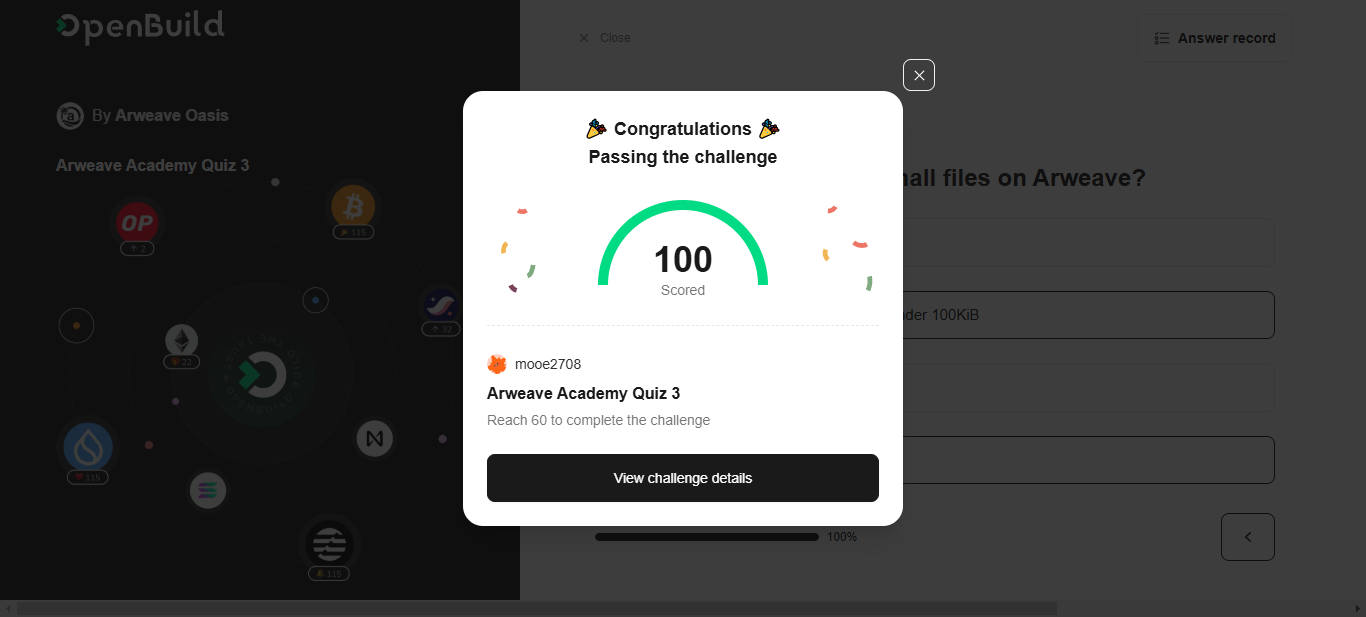 OpenBuild
By Arweave Oasis
Arweave Academy Quiz 3
OP
2
115
22
32
115
115
Close
Answer record
nall files on Arweave?
der 100KiB
100%
Congratulations
Passing the challenge
100
Scored
mooe2708
Arweave Academy Quiz 3
Reach 60 to complete the challenge
View challenge details